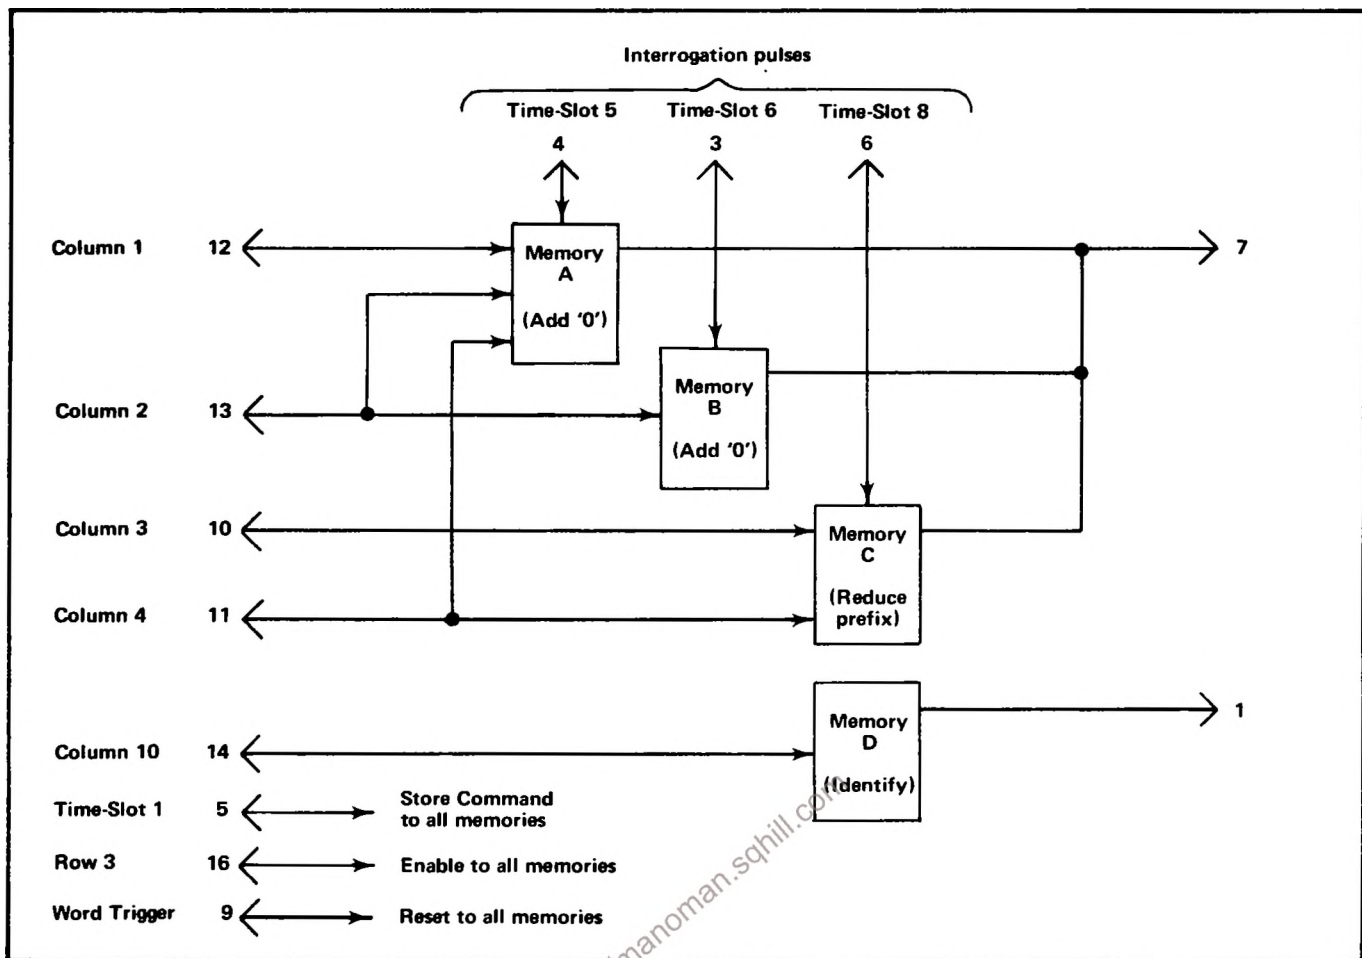 Interrogation pulses
Time-Slot 5 Time-Slot 6 Time-Slot 8
4 3 6
Column 1 12
Memory
A
(Add '0')
7
Column 2 13
Memory
B
(Add '0')
Column 3 10
Memory
C
(Reduce
prefix)
Column 4 11
Memory
D
(Identify)
1
Column 10 14
Time-Slot 1 5 Store Command
to all memories
Row 3 16 Enable to all memories
Word Trigger 9 Reset to all memories
manoman.sqhill.com